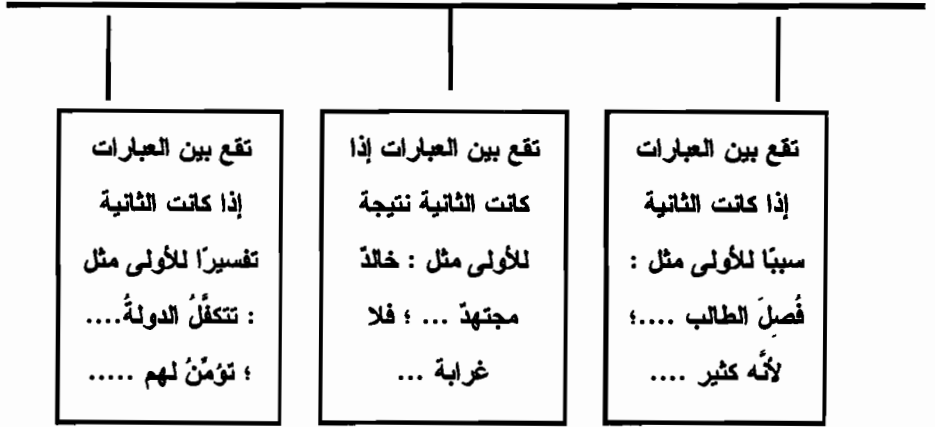 تقع بين العبارات
إذا كانت الثانية
سببًا للأولى مثل :
فُصِلَ الطالب ....؛
لأنَّه كثير ....
تقع بين العبارات إذا
كانت الثانية نتيجة
للأولى مثل : خالدٌ
مجتهدٌ ... ؛ فلا
غرابة ...
تقع بين العبارات
إذا كانت الثانية
تفسيرًا للأولى مثل
: تتكفَّلُ الدولةُ....
؛ تؤمَّنُ لهم .....